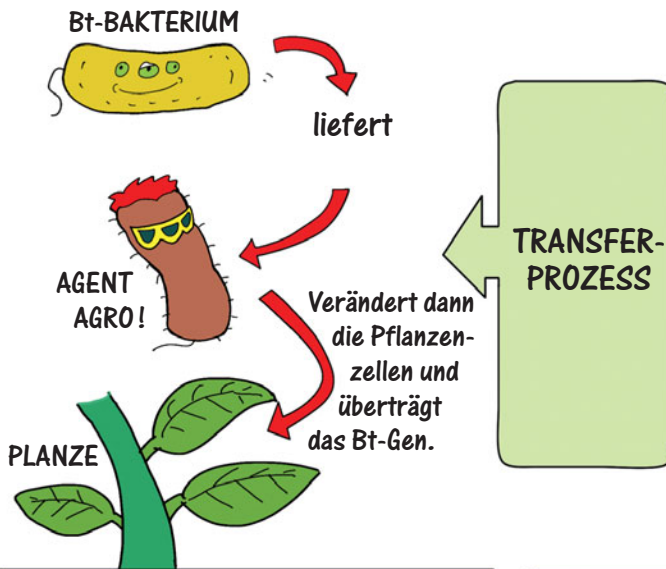 Bt-BAKTERIUM
liefert
AGENT
AGRO!
Verändert dann
die Pflanzen-
zellen und
überträgt
das Bt-Gen.
PLANZE
TRANSFER-
PROZESS